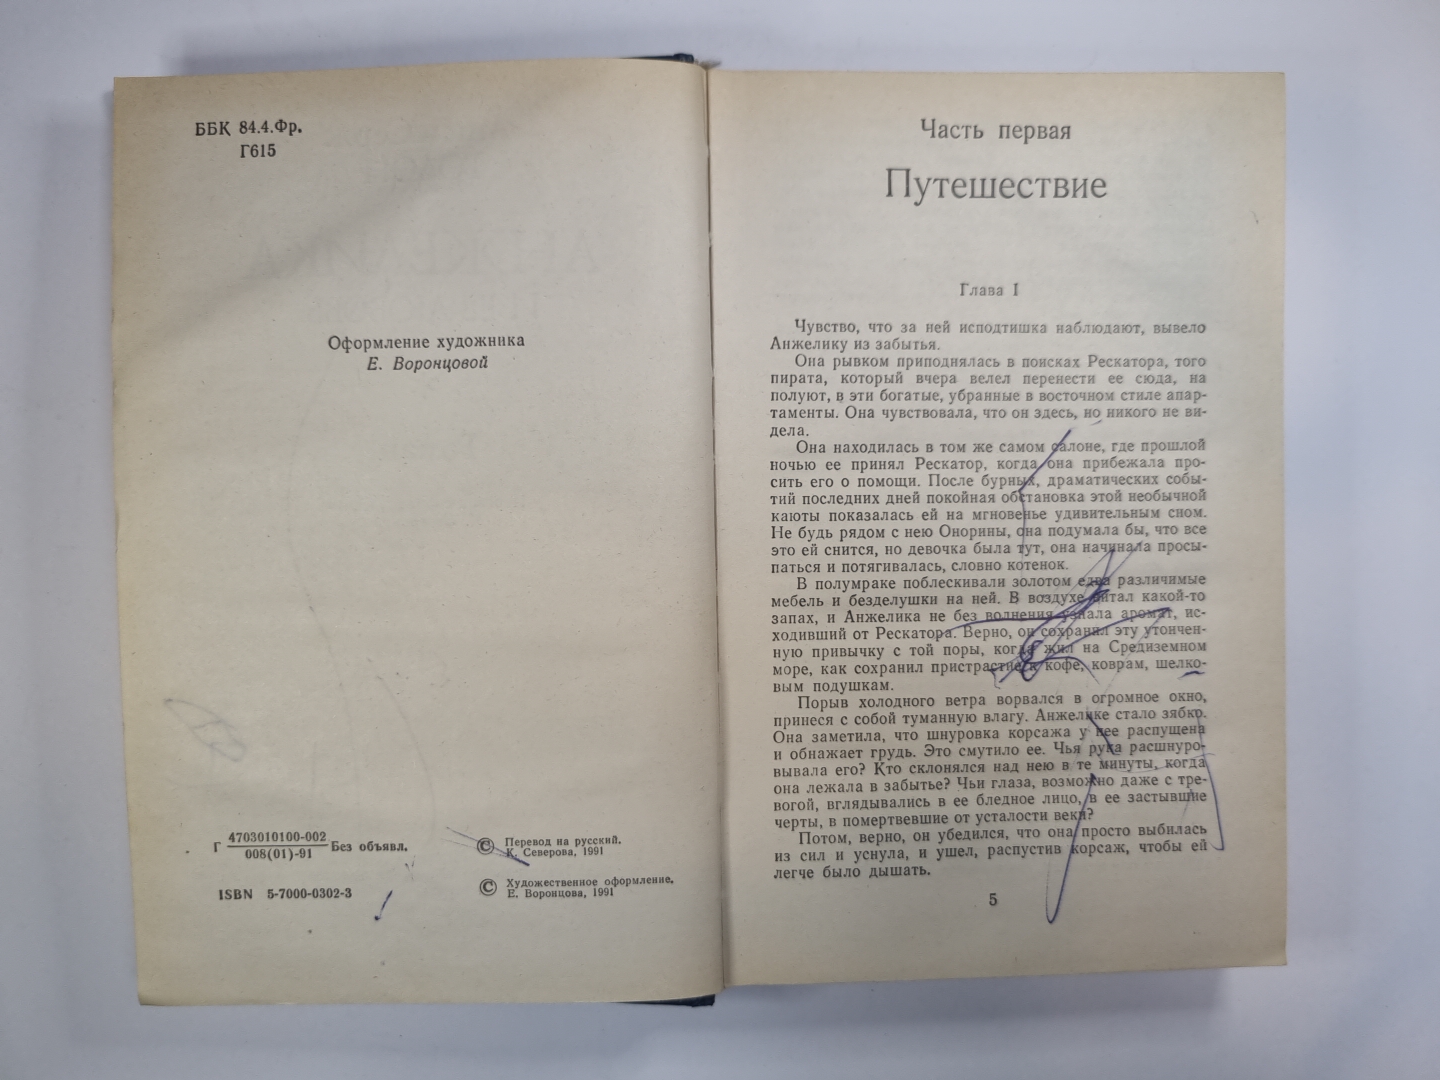 ББК 84.4.Фр.
Г615
Оформление художника
Е. Воронцовой
Г 4703010100-002
008(01)-91 Без объявл.
ISBN 5-7000-0302-3
© Перевод на русский.
К. Северова, 1991
© Художественное оформление.
Е. Воронцова, 1991
Часть первая
Путешествие
Глава I
Чувство, что за ней исподтишка наблюдают, вывело
Анжелику из забытья.
Она рывком приподнялась в поисках Рескатора, того
пирата, который вчера велел перенести ее сюда, на
полуют, в эти богатые, убранные в восточном стиле апар-
таменты. Она чувствовала, что он здесь, но никого не ви-
дела.
Она находилась в том же самом салоне, где прошлой
ночью ее принял Рескатор, когда она прибежала про-
сить его о помощи. После бурных, драматических собы-
тий последних дней покойная обстановка этой необычной
каюты показалась ей на мгновенье удивительным сном.
Не будь рядом с нею Онорины, она подумала бы, что все
это ей снится, но девочка была тут, она начинала просы-
паться и потягивалась, словно котенок.
В полумраке поблескивали золотом едва различимые
мебель и безделушки на ней. В воздухе витал какой-то
запах, и Анжелика не без волнения узнала аромат, ис-
ходивший от Рескатора. Верно, он сохранил эту утончен-
ную привычку с той поры, когда жил на Средиземном
море, как сохранил пристрастие к кофе, коврам, шелко-
вым подушкам.
Порыв холодного ветра ворвался в огромное окно,
принеся с собой туманную влагу. Анжелике стало зябко.
Она заметила, что шнуровка корсажа у нее распущена
и обнажает грудь. Это смутило ее. Чья рука расшнуро-
вывала его? Кто склонялся над нею в те минуты, когда
она лежала в забытье? Чьи глаза, возможно даже с тре-
вогой, вглядывались в ее бледное лицо, в ее застывшие
черты, в помертвевшие от усталости веки?
Потом, верно, он убедился, что она просто выбилась
из сил и уснула, и ушел, распустив корсаж, чтобы ей
легче было дышать.
5